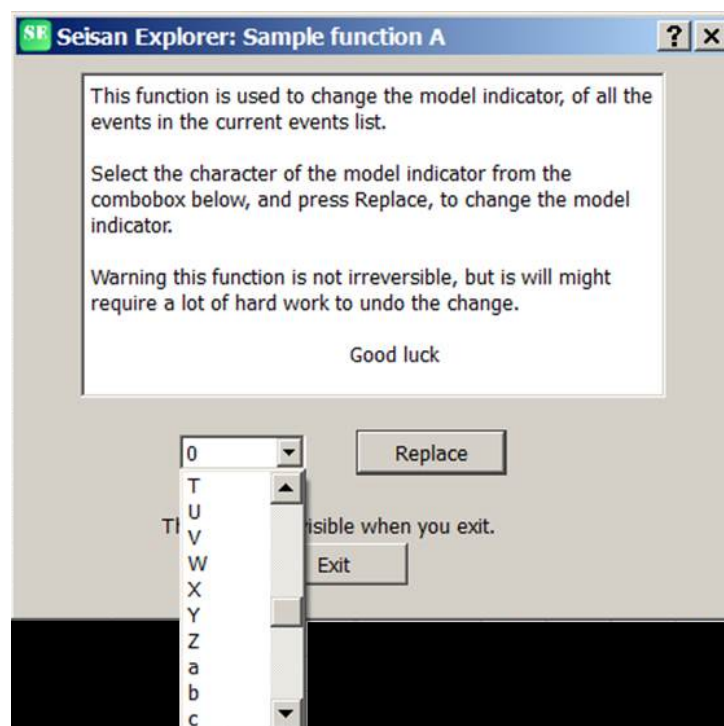 SE Seisan Explorer: Sample function A ? ×
This function is used to change the model indicator, of all the
events in the current events list.
Select the character of the model indicator from the
combobox below, and press Replace, to change the model
indicator.
Warning this function is not irreversible, but is will might
require a lot of hard work to undo the change.
Good luck
0 Replace
T
U
visible when you exit.
V
W Exit
X
Y
Z
a
b
c